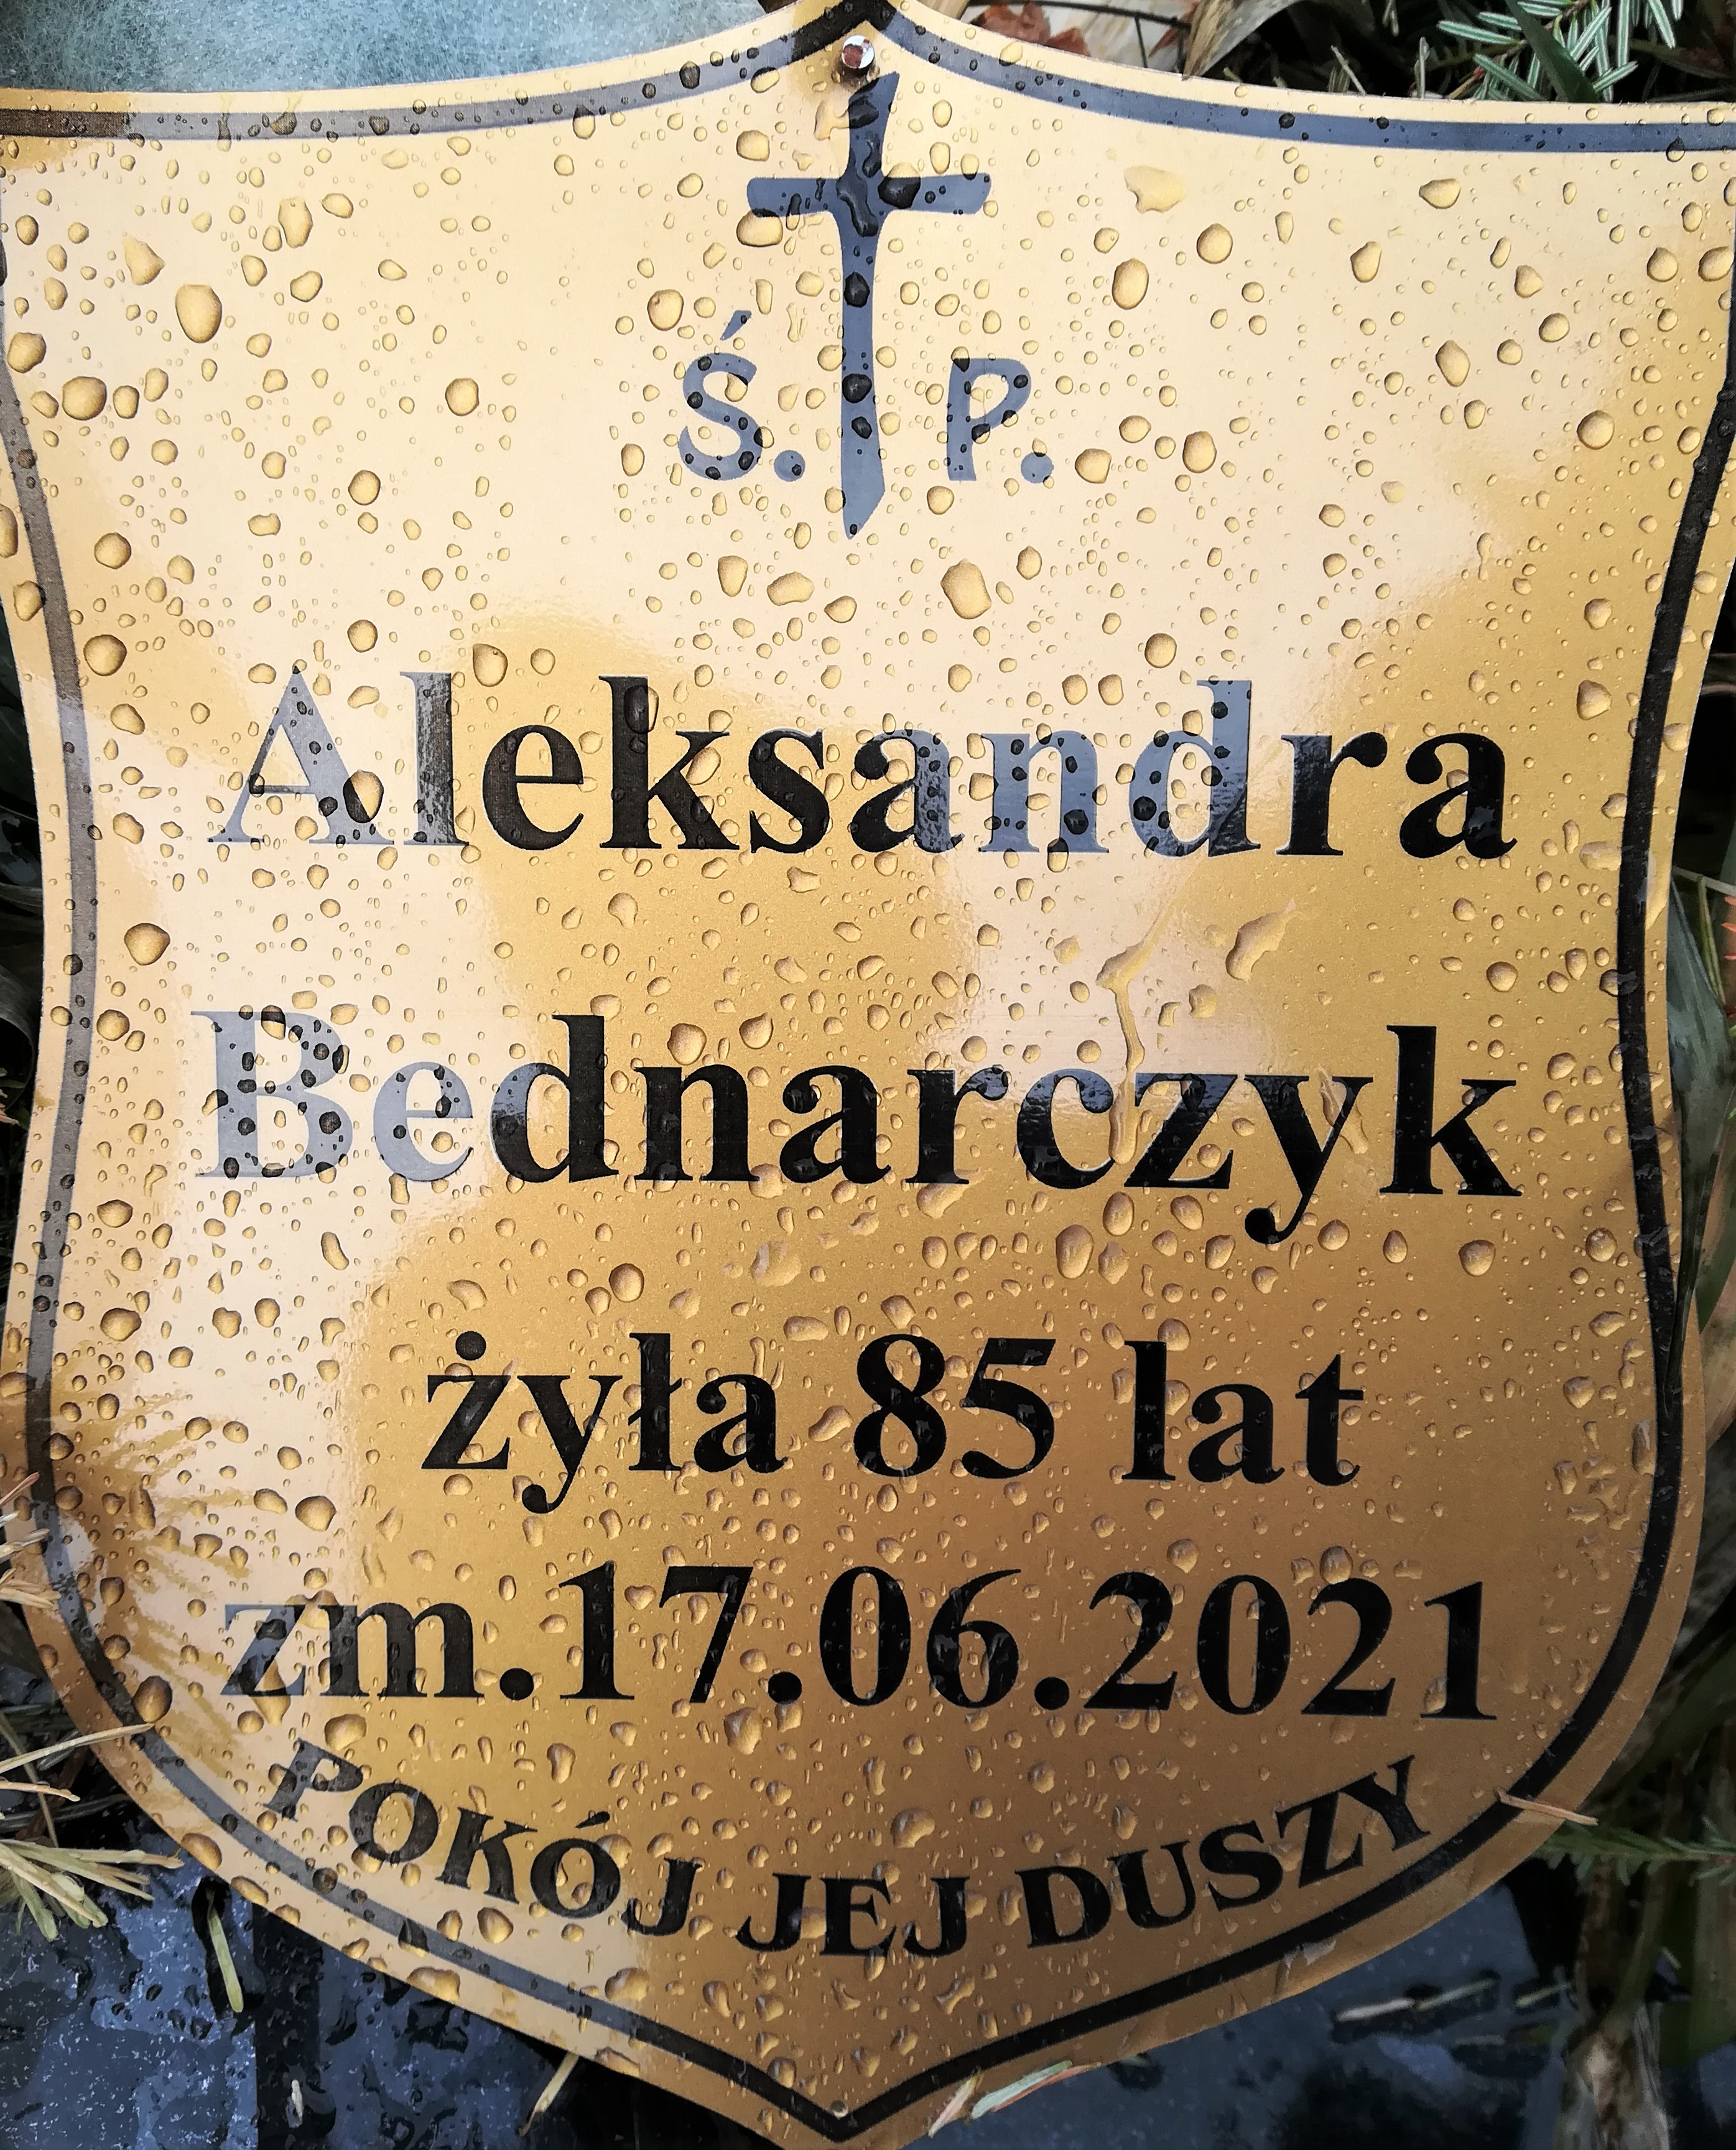 Ś. P.
Aleksandra
Bednarczyk
żyła 85 lat
zm.17.06.2021
POKÓJ JEJ DUSZY